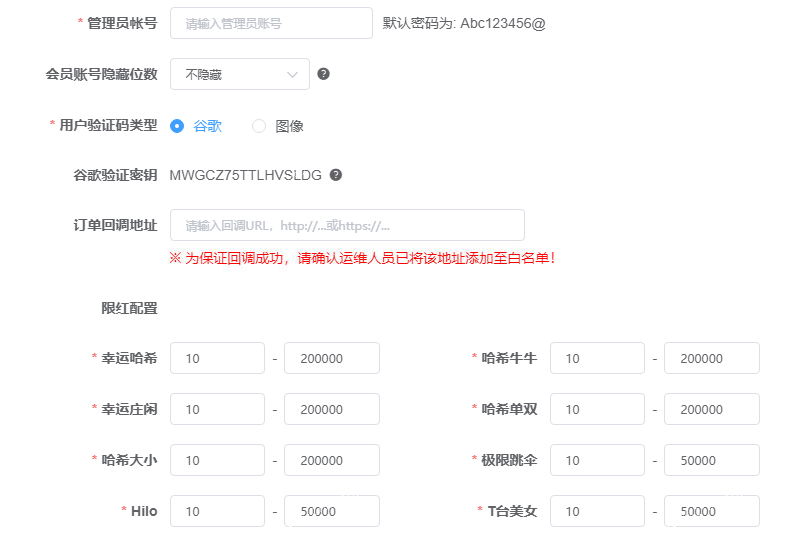 * 管理员帐号 请输入管理员账号 默认密码为: Abc123456@
会员账号隐藏位数 不隐藏
* 用户验证码类型 谷歌 图像
谷歌验证密钥 MWGCZ75TTLHVSLDG
订单回调地址 请输入回调URL，http://...或https://...
※ 为保证回调成功，请确认运维人员已将该地址添加至白名单！
限红配置
* 幸运哈希 10 - 200000 * 哈希牛牛 10 - 200000
* 幸运庄闲 10 - 200000 * 哈希单双 10 - 200000
* 哈希大小 10 - 200000 * 极限跳伞 10 - 50000
* Hilo 10 - 50000 * T台美女 10 - 50000